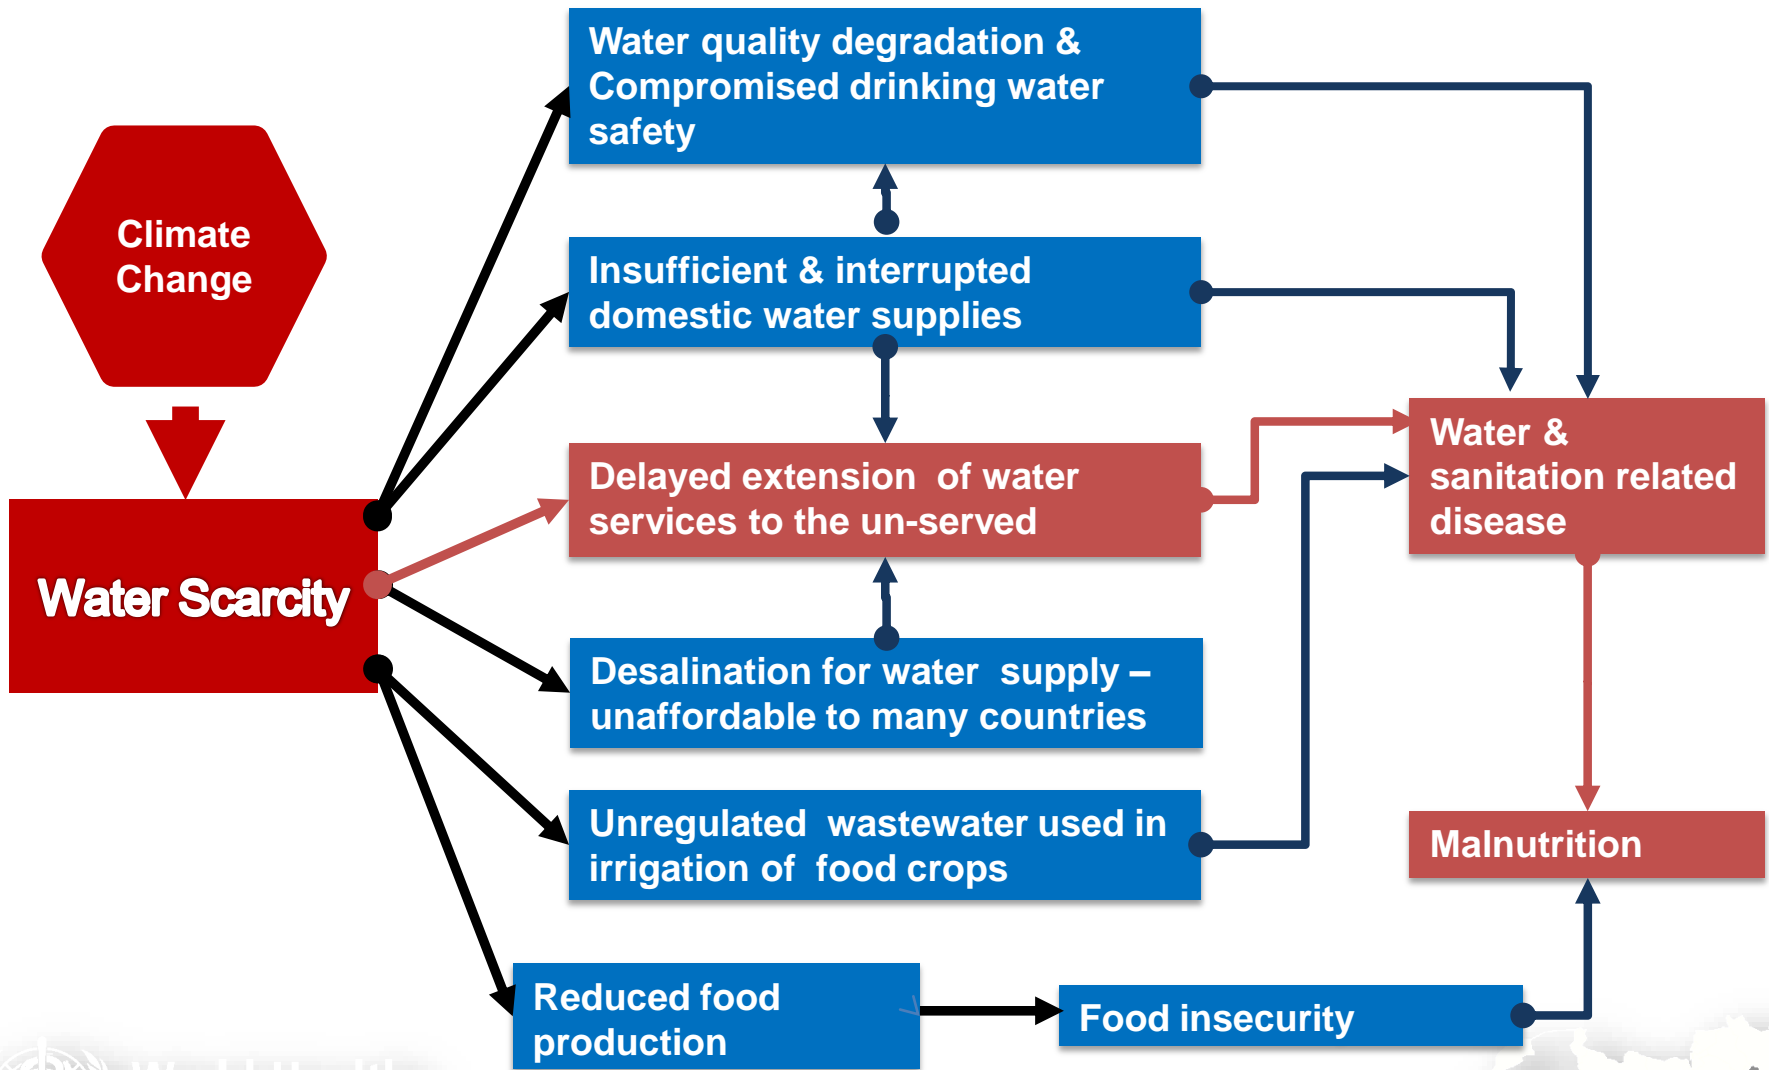 Water quality degradation &
Compromised drinking water
safety
Climate
Change
Insufficient & interrupted
domestic water supplies
Delayed extension of water
services to the un-served
Water &
sanitation related
disease
Water Scarcity
Desalination for water supply –
unaffordable to many countries
Unregulated wastewater used in
irrigation of food crops
Malnutrition
Reduced food
production
Food insecurity
World Health